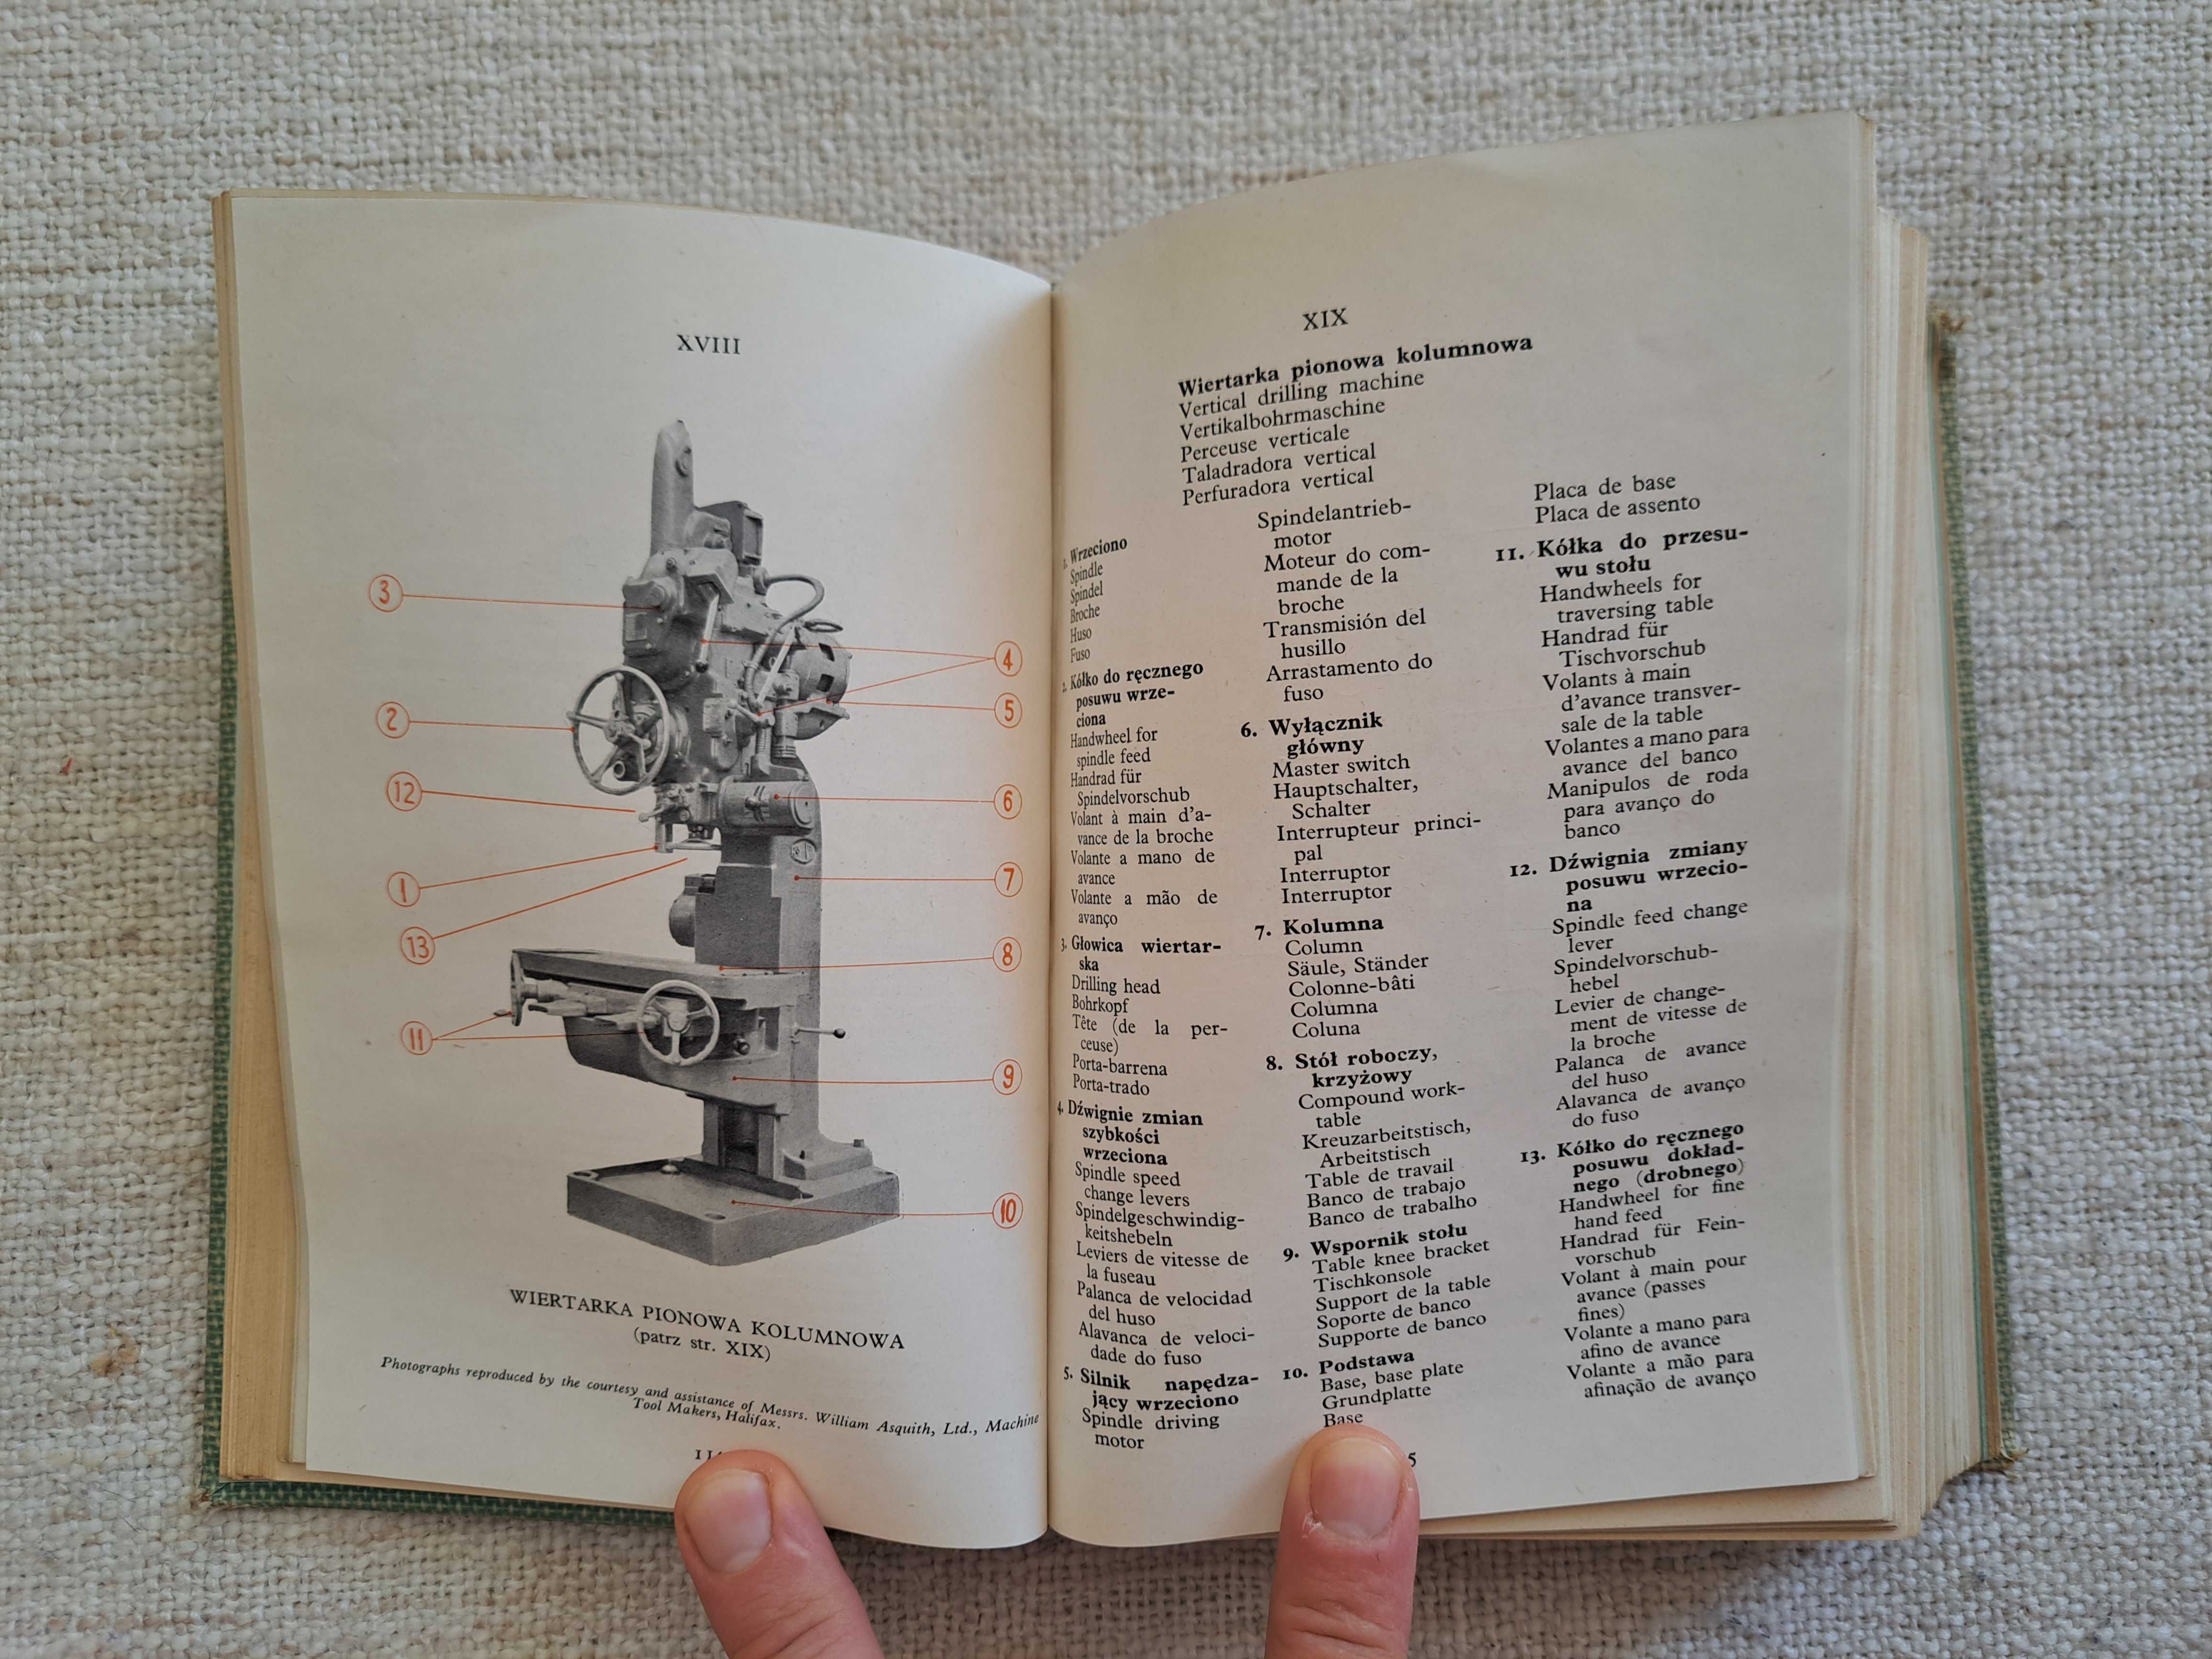 XVIII
3
4
2
5
12
6
1
7
13
8
11
9
10
WIERTARKA PIONOWA KOLUMNOWA
(patrz str. XIX)
Photographs reproduced by the courtesy and assistance of Messrs. William Asquith, Ltd., Machine
Tool Makers, Halifax.
XIX
Wiertarka pionowa kolumnowa
Vertical drilling machine
Vertikalbohrmaschine
Perceuse verticale
Taladradora vertical
Perfuradora vertical
1. Wrzeciono
Spindle
Spindel
Broche
Huso
Fuso
2. Kółko do ręcznego
posuwu wrze-
ciona
Handwheel for
spindle feed
Handrad für
Spindelvorschub
Volant à main d'a-
vance de la broche
Volante a mano de
avance
Volante a mão de
avanço
3. Głowica wiertar-
ska
Drilling head
Bohrkopf
Tête (de la per-
ceuse)
Porta-barrena
Porta-trado
4. Dźwignie zmian
szybkości
wrzeciona
Spindle speed
change levers
Spindelgeschwindig-
keitshebeln
Leviers de vitesse de
la fuseau
Palanca de velocidad
del huso
Alavanca de veloci-
dade do fuso
5. Silnik napędza-
jący wrzeciono
Spindle driving
motor
Spindelantrieb-
motor
Moteur do com-
mande de la
broche
Transmisión del
husillo
Arrastamento do
fuso
6. Wyłącznik
główny
Master switch
Hauptschalter,
Schalter
Interrupteur princi-
pal
Interruptor
Interruptor
7. Kolumna
Column
Säule, Ständer
Colonne-bâti
Columna
Coluna
8. Stół roboczy,
krzyżowy
Compound work-
table
Kreuzarbeitstisch,
Arbeitstisch
Table de travail
Banco de trabajo
Banco de trabalho
9. Wspornik stołu
Table knee bracket
Tischkonsole
Support de la table
Soporte de banco
Supporte de banco
10. Podstawa
Base, base plate
Grundplatte
Base
Placa de base
Placa de assento
11. Kółka do przesu-
wu stołu
Handwheels for
traversing table
Handrad für
Tischvorschub
Volants à main
d'avance transver-
sale de la table
Volantes a mano para
avance del banco
Manipulos de roda
para avanço do
banco
12. Dźwignia zmiany
posuwu wrzecio-
na
Spindle feed change
lever
Spindelvorschub-
hebel
Levier de change-
ment de vitesse de
la broche
Palanca de avance
del huso
Alavanca de avanço
do fuso
13. Kółko do ręcznego
posuwu dokład-
nego (drobnego)
Handwheel for fine
hand feed
Handrad für Fein-
vorschub
Volant à main pour
avance (passes
fines)
Volante a mano para
afino de avance
Volante a mão para
afinação de avanço